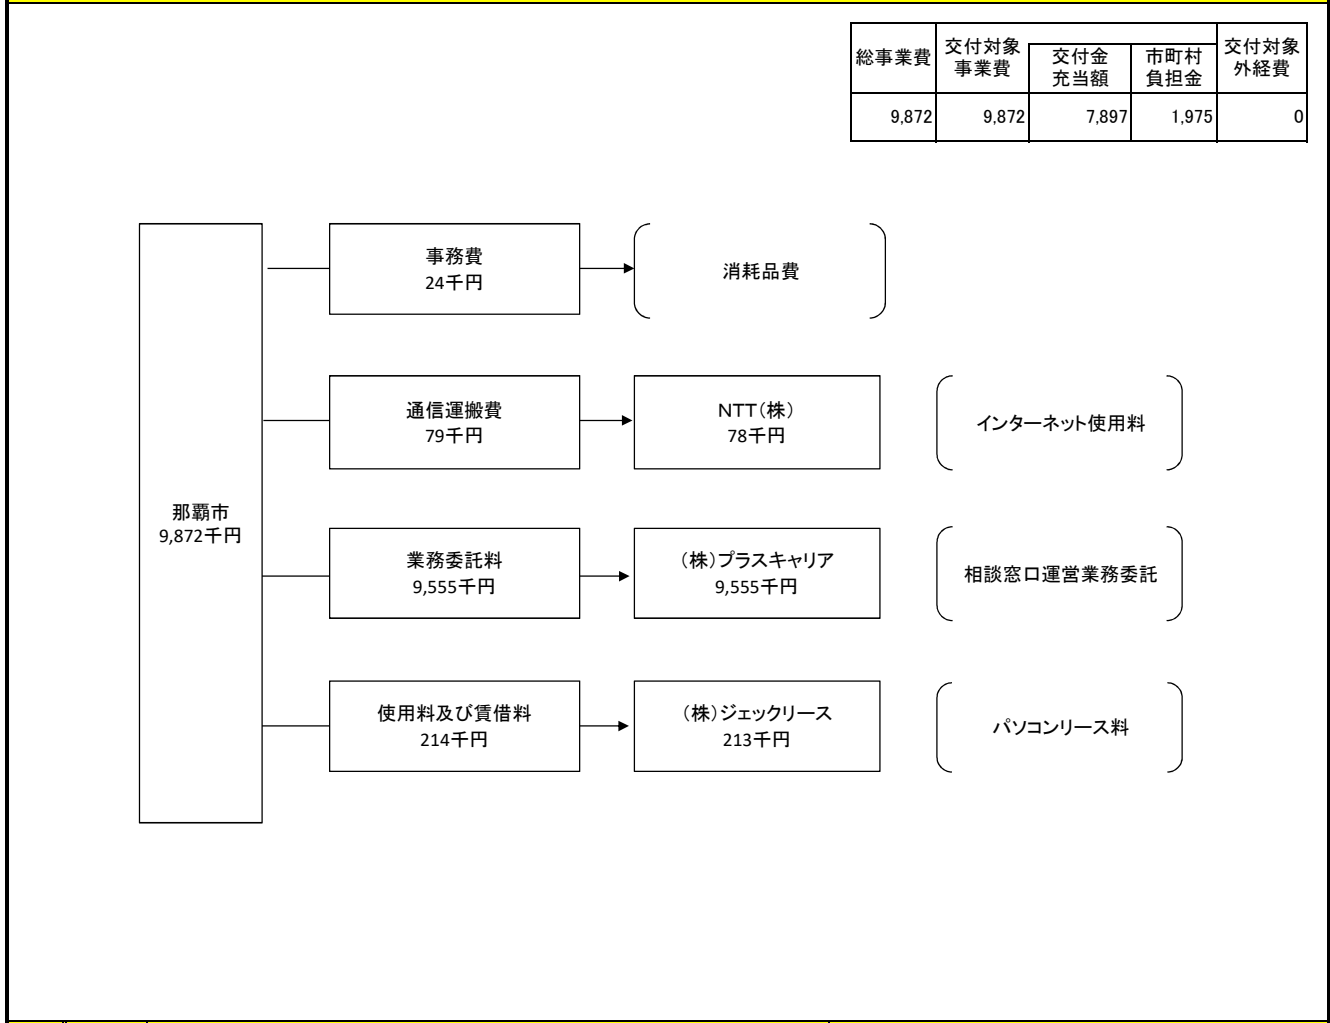 総事業費
交付対象
事業費
交付金
充当額
市町村
負担金
交付対象
外経費
9,872
9,872
7,897
1,975
0
事務費
24千円
消耗品費
通信運搬費
79千円
NTT(株)
78千円
インターネット使用料
那覇市
9,872千円
業務委託料
9,555千円
(株)プラスキャリア
9,555千円
相談窓口運営業務委託
使用料及び賃借料
214千円
(株)ジェックリース
213千円
パソコンリース料